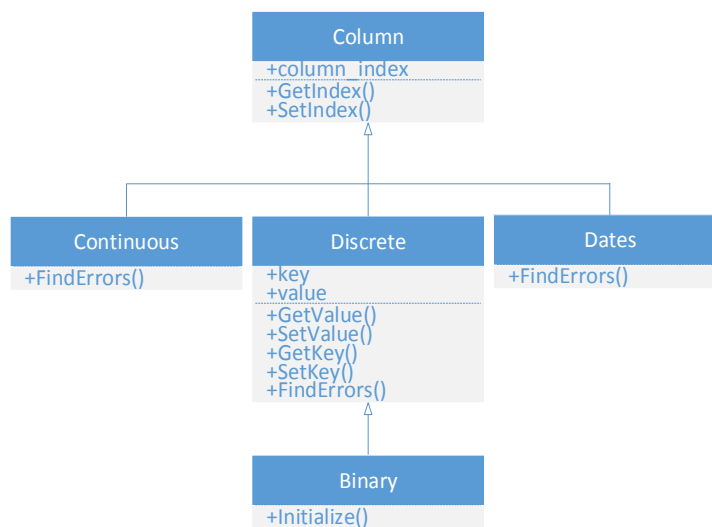 Column
+column_index
+GetIndex()
+SetIndex()
Continuous
+FindErrors()
Discrete
+key
+value
+GetValue()
+SetValue()
+GetKey()
+SetKey()
+FindErrors()
Dates
+FindErrors()
Binary
+Initialize()